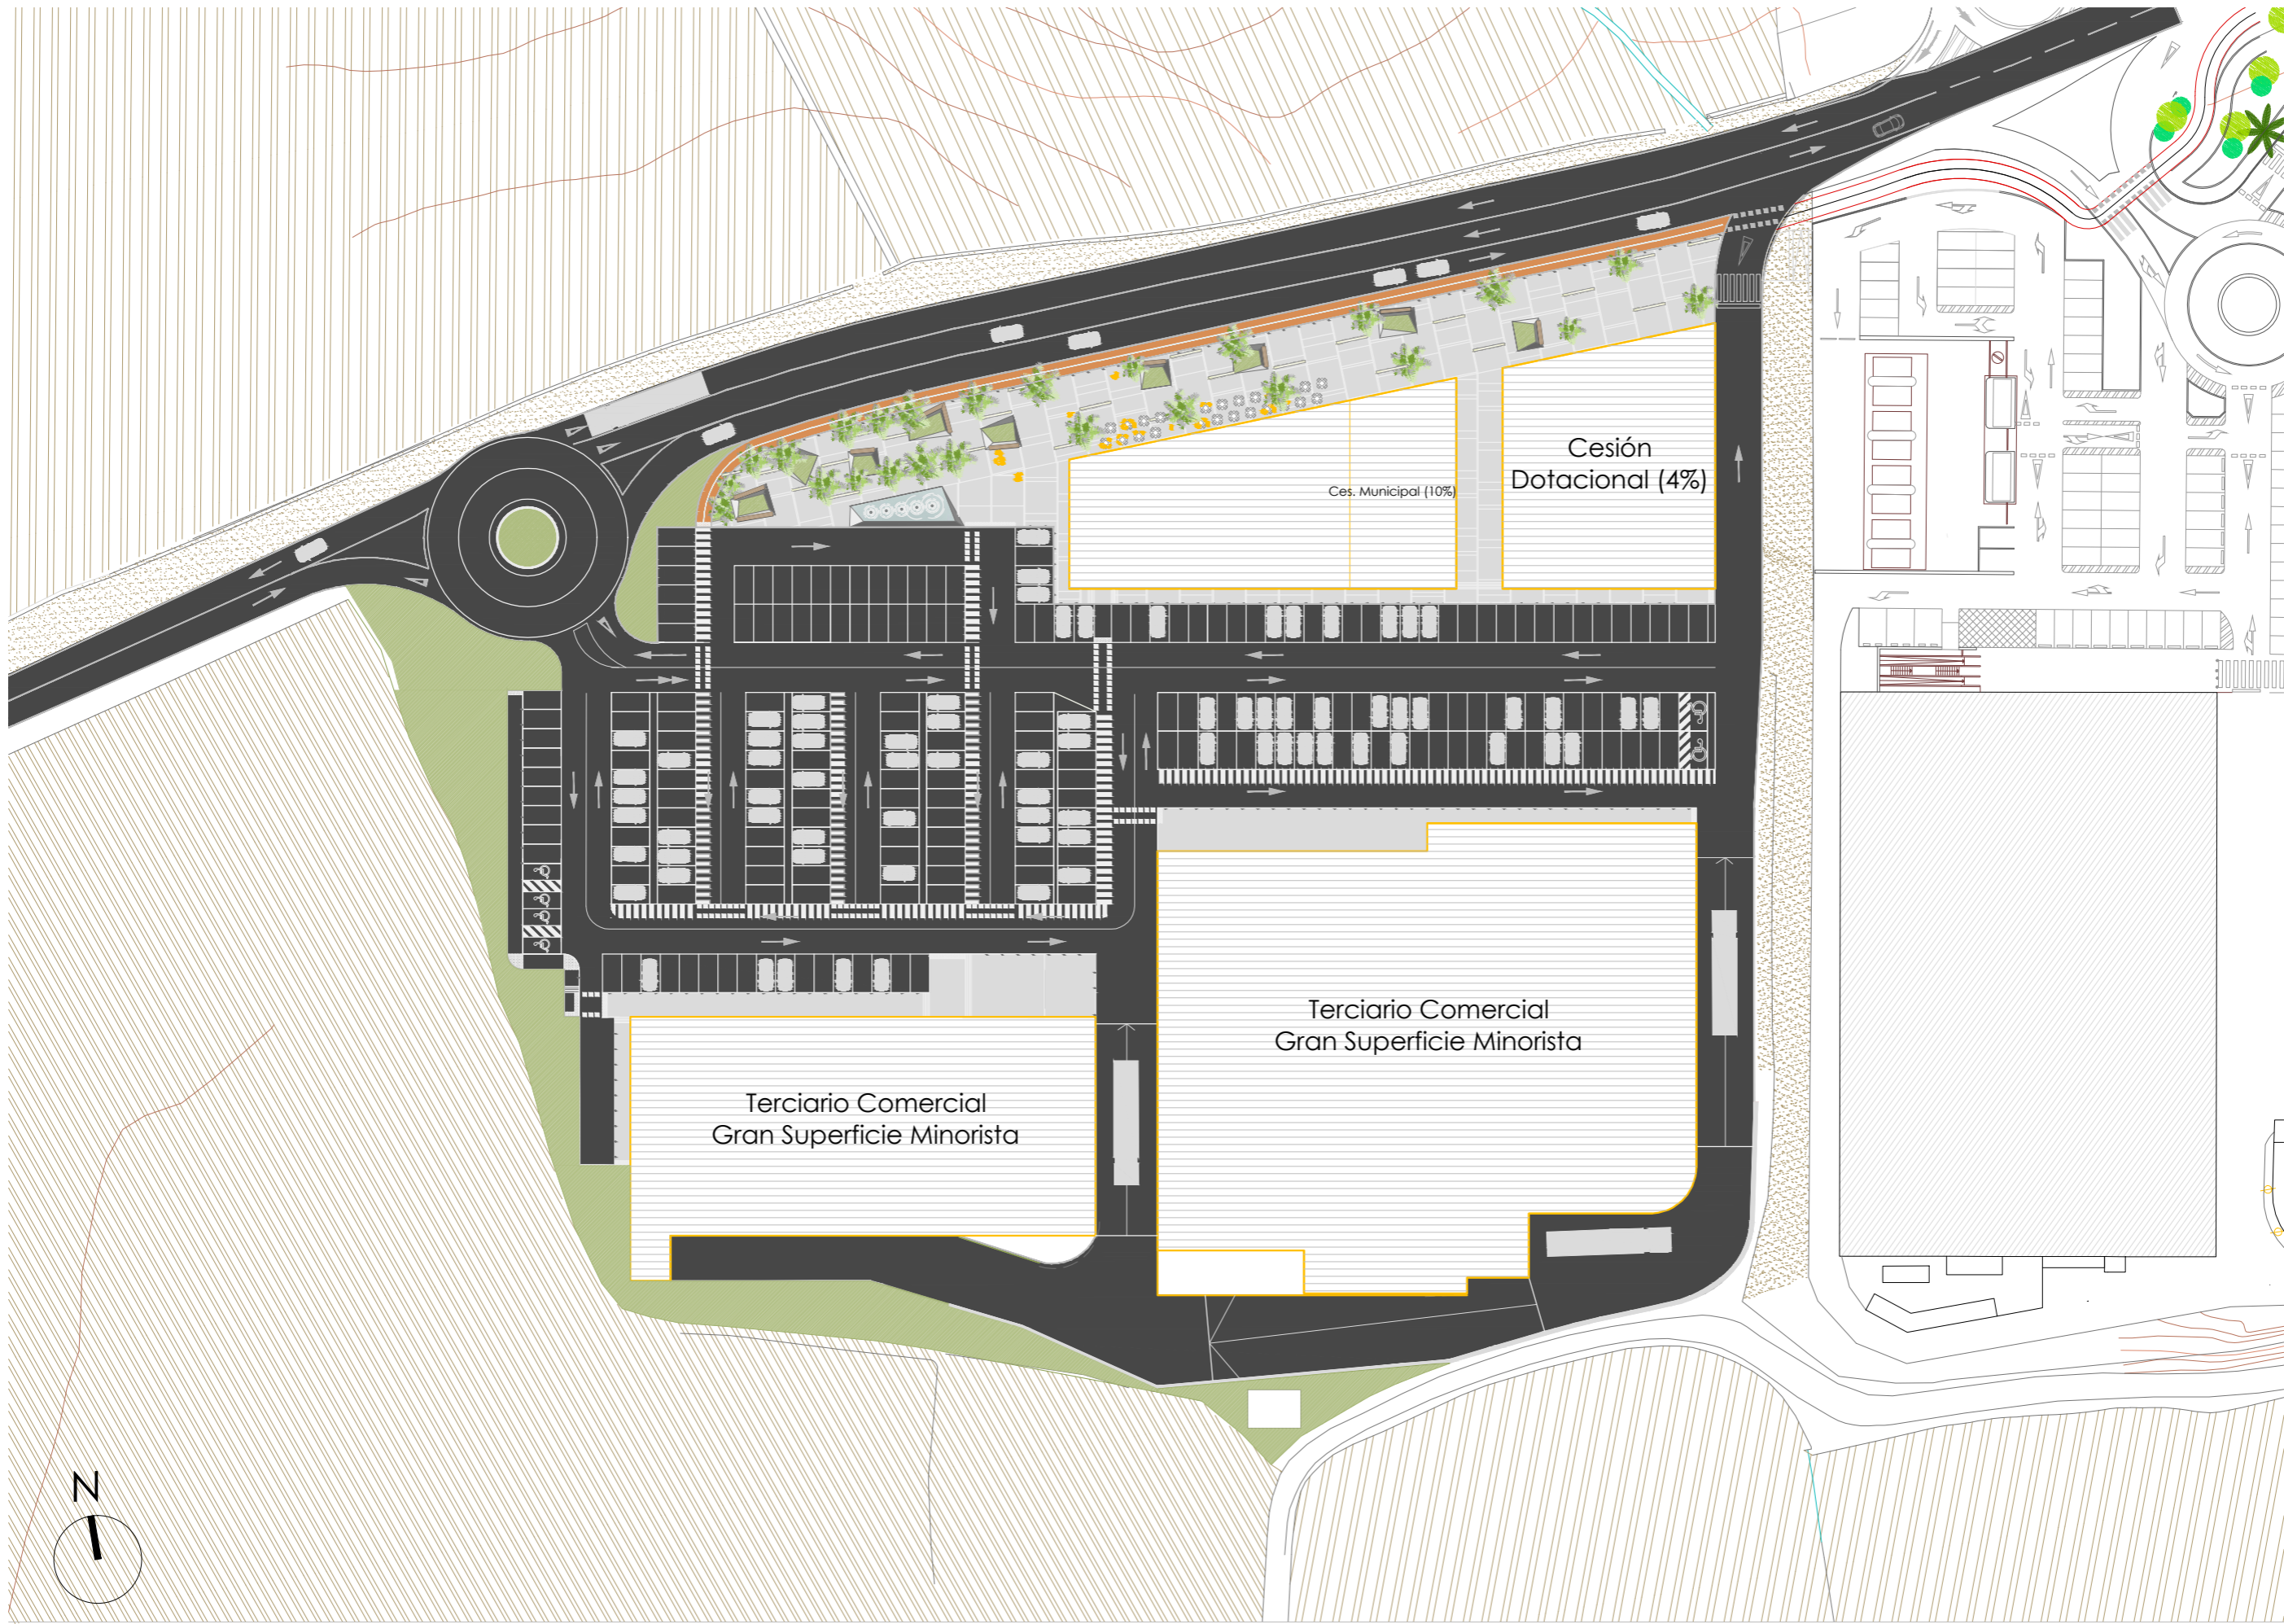 Cesión
Dotacional (4%)
Ces. Municipal (10%)
Terciario Comercial
Gran Superficie Minorista
Terciario Comercial
Gran Superficie Minorista
N